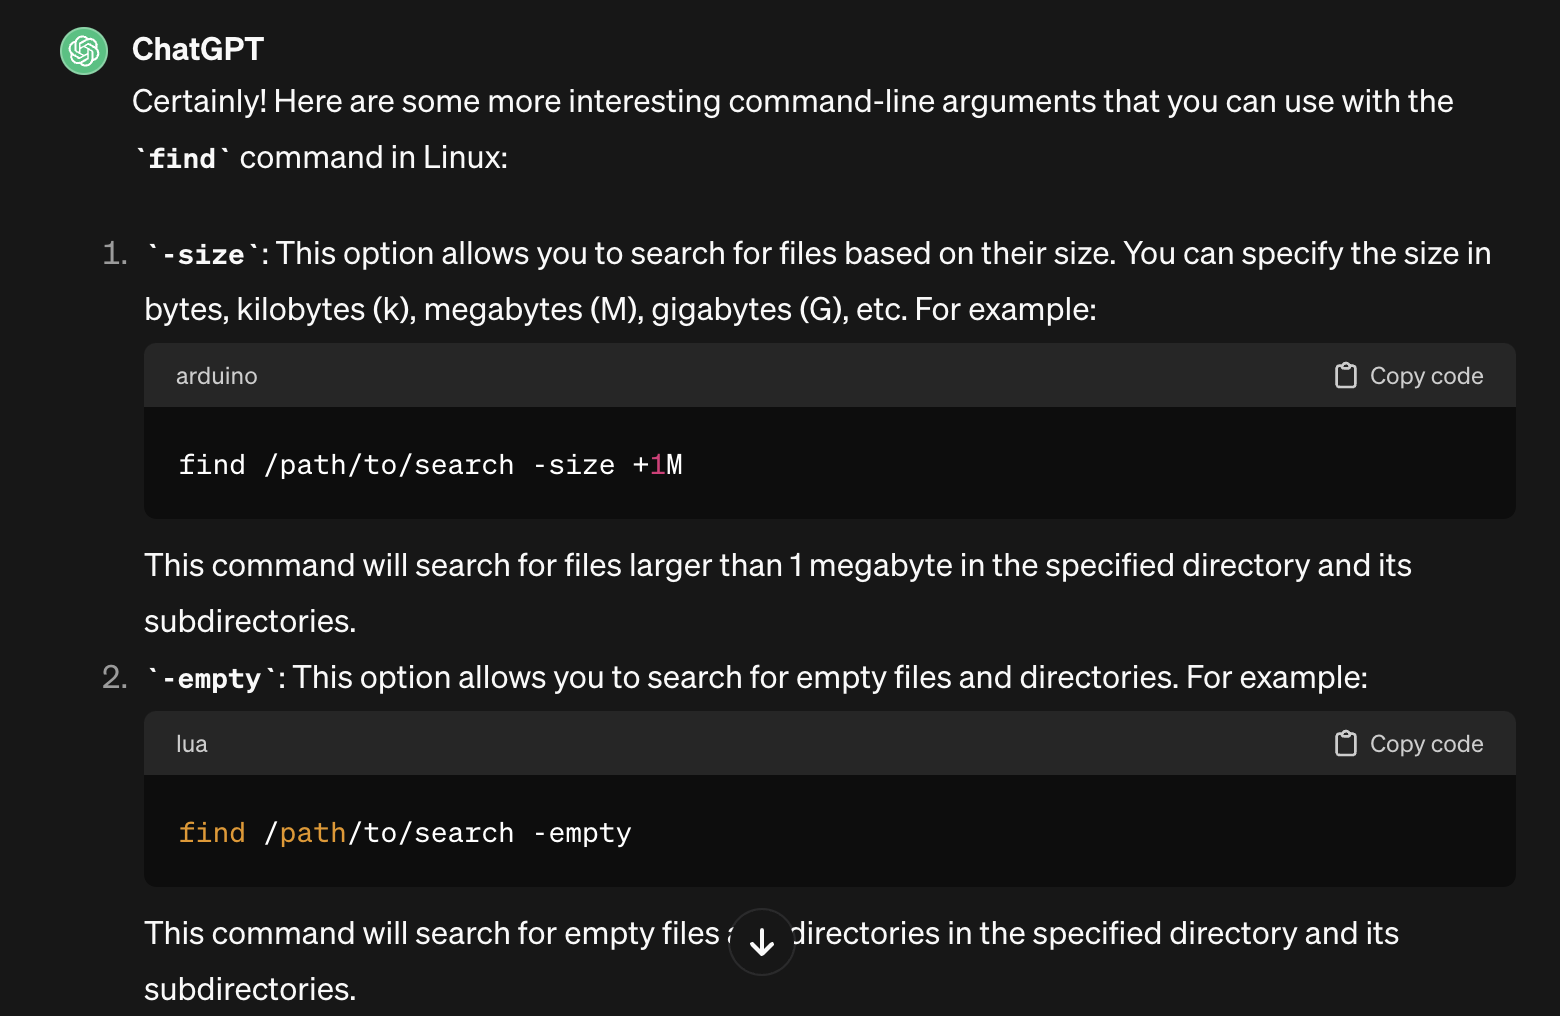 ChatGPT
Certainly! Here are some more interesting command-line arguments that you can use with the
`find` command in Linux:
1. `-size`: This option allows you to search for files based on their size. You can specify the size in
bytes, kilobytes (k), megabytes (M), gigabytes (G), etc. For example:
arduino Copy code
find /path/to/search -size +1M
This command will search for files larger than 1 megabyte in the specified directory and its
subdirectories.
2. `-empty`: This option allows you to search for empty files and directories. For example:
lua Copy code
find /path/to/search -empty
This command will search for empty files directories in the specified directory and its
subdirectories.